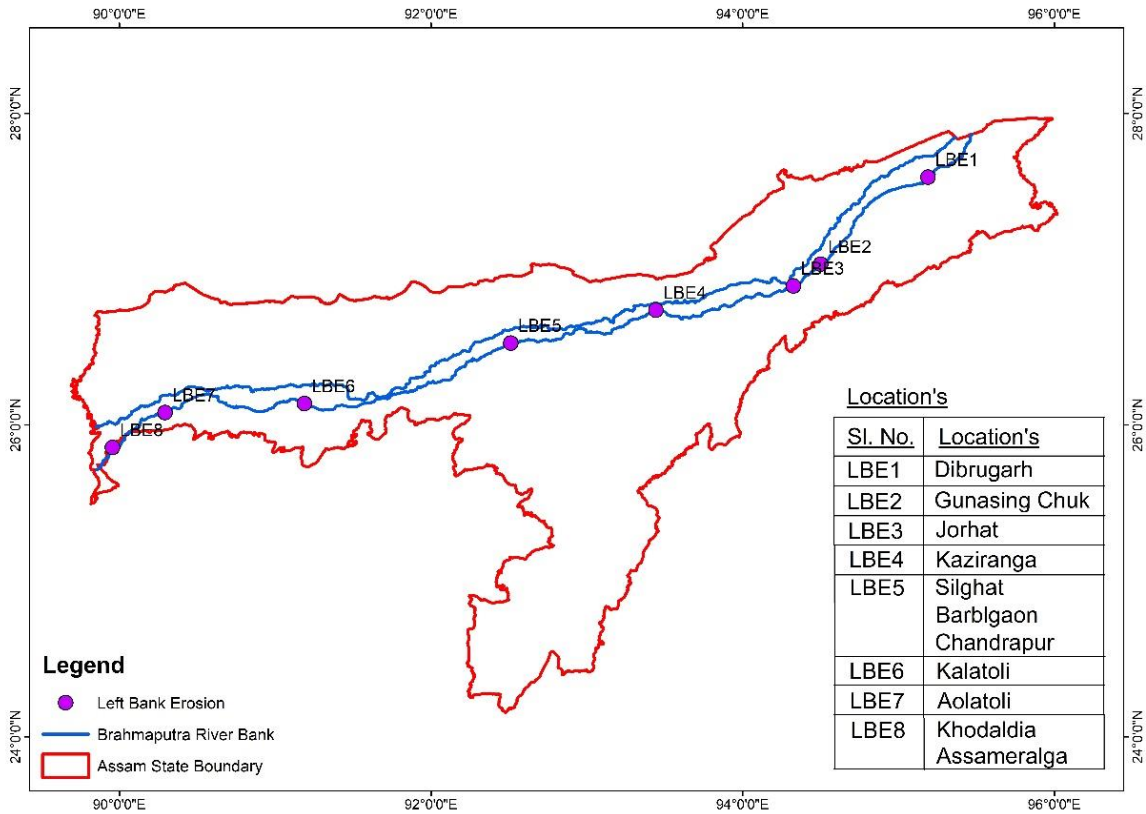 90°0'0"E 92°0'0"E 94°0'0"E 96°0'0"E
28°0'0"N 28°0'0"N
LBE1
LBE2
LBE3
LBE4
LBE5
LBE6
LBE7
LBE8
26°0'0"N 26°0'0"N
Location's
Sl. No. Location's
LBE1 Dibrugarh
LBE2 Gunasing Chuk
LBE3 Jorhat
LBE4 Kaziranga
LBE5 Silghat
Barblgaon
Chandrapur
LBE6 Kalatoli
LBE7 Aolatoli
LBE8 Khodaldia
Assameralga
Legend
Left Bank Erosion
Brahmaputra River Bank
Assam State Boundary
24°0'0"N 24°0'0"N
90°0'0"E 92°0'0"E 94°0'0"E 96°0'0"E